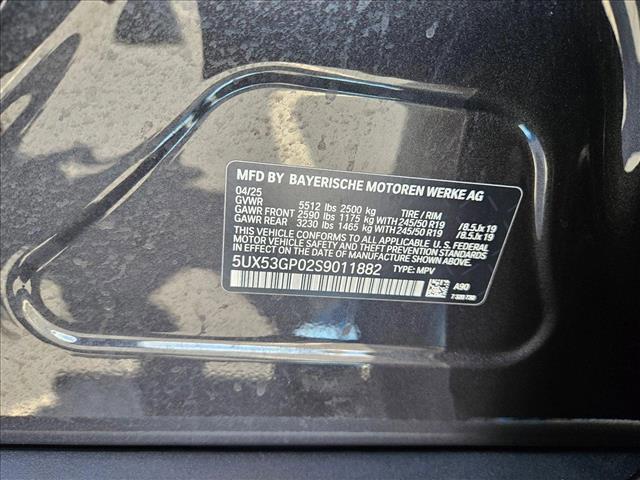 MFD BY BAYERISCHE MOTOREN WERKE AG
04/25
GVWR 5512 lbs 2500 kg TIRE / RIM
GAWR FRONT 2590 lbs 1175 kg WITH 245/50 R19 /8.5Jx19
GAWR REAR 3230 lbs 1465 kg WITH 245/50 R19 /8.5Jx19
THIS VEHICLE CONFORMS TO ALL APPLICABLE U.S. FEDERAL
MOTOR VEHICLE SAFETY AND THEFT PREVENTION STANDARDS
IN EFFECT ON THE DATE OF MANUFACTURE SHOWN ABOVE.
5UX53GP02S9011882 TYPE: MPV
A90